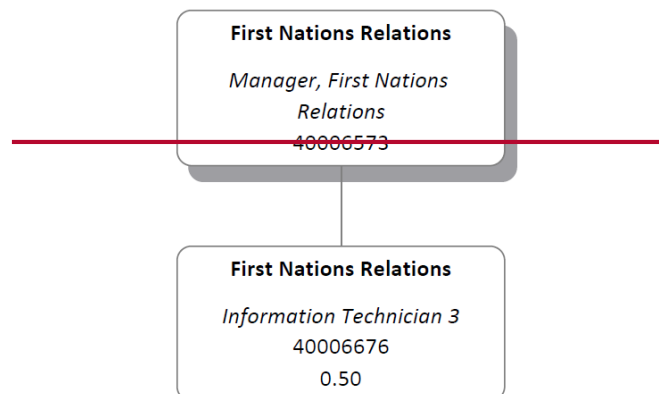 First Nations Relations
Manager, First Nations
Relations
40006573
First Nations Relations
Information Technician 3
40006676
0.50